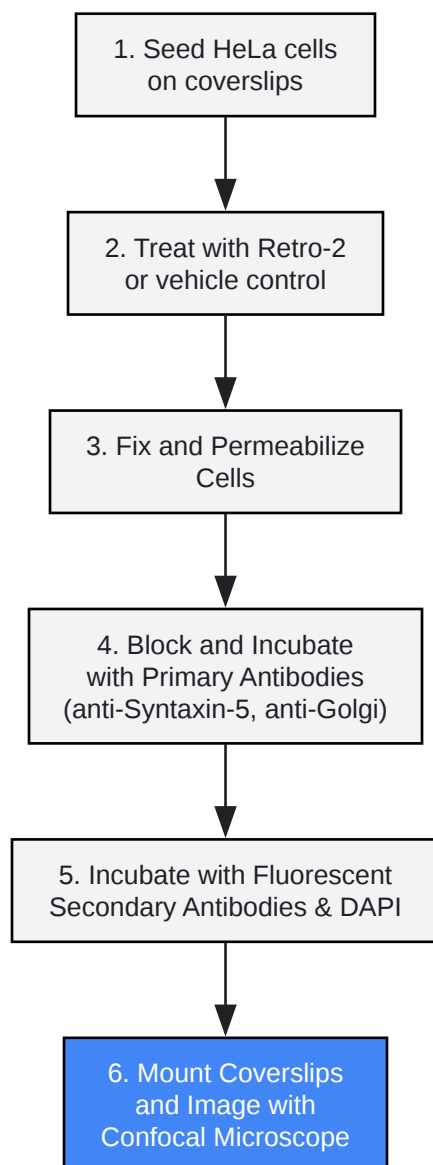 1. Seed HeLa cells
on coverslips
2. Treat with Retro-2
or vehicle control
3. Fix and Permeabilize
Cells
4. Block and Incubate
with Primary Antibodies
(anti-Syntaxin-5, anti-Golgi)
5. Incubate with Fluorescent
Secondary Antibodies & DAPI
6. Mount Coverslips
and Image with
Confocal Microscope